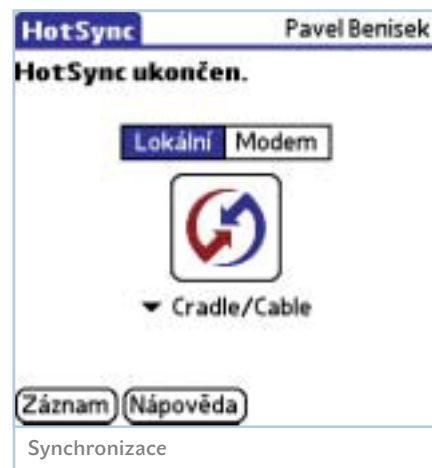 HotSync Pavel Benisek
HotSync ukončen.
Lokální Modem
Cradle/Cable
Záznam Nápověda
Synchronizace